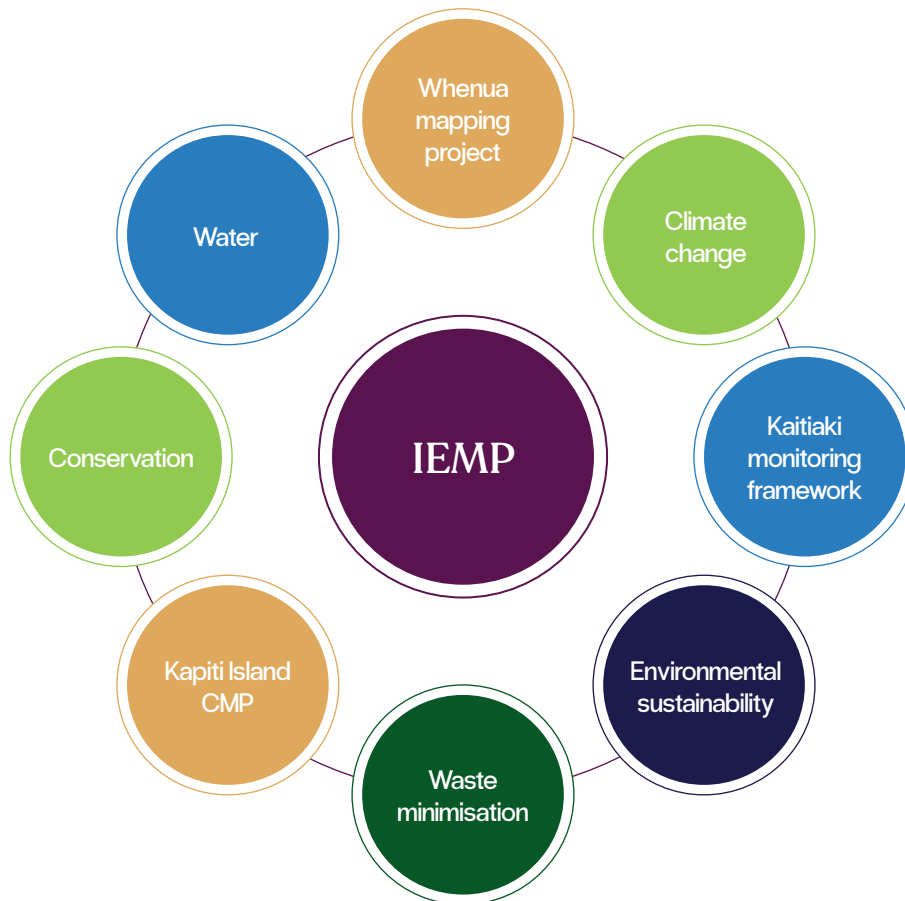 Whenua
mapping
project
Climate
change
Kaitiaki
monitoring
framework
Environmental
sustainability
Waste
minimisation
Kapiti Island
CMP
Conservation
Water
IEMP